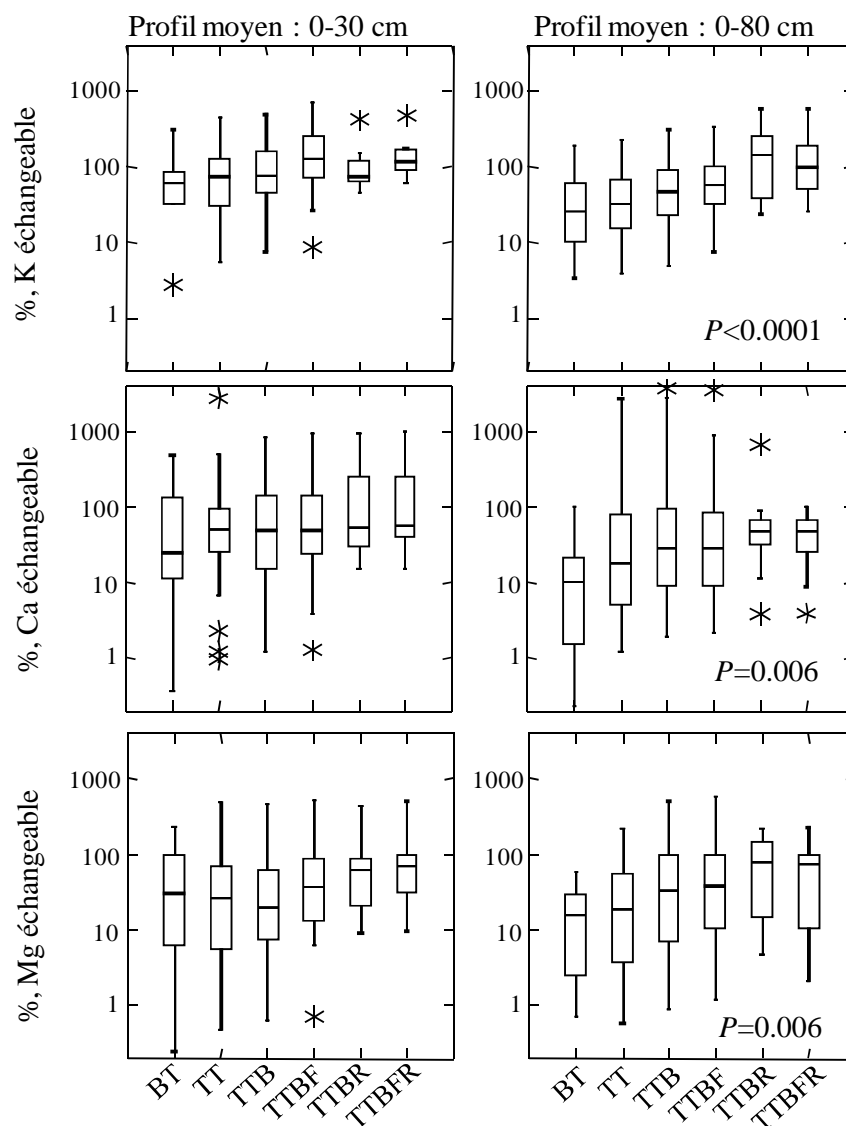 Profil moyen : 0-30 cm
Profil moyen : 0-80 cm
%, K échangeable
1000
100
10
1
1000
100
10
1
P<0.0001
%, Ca échangeable
1000
100
10
1
1000
100
10
1
P=0.006
%, Mg échangeable
1000
100
10
1
1000
100
10
1
P=0.006
BT TT TTB TTBF TTBR TTBFR
BT TT TTB TTBF TTBR TTBFR